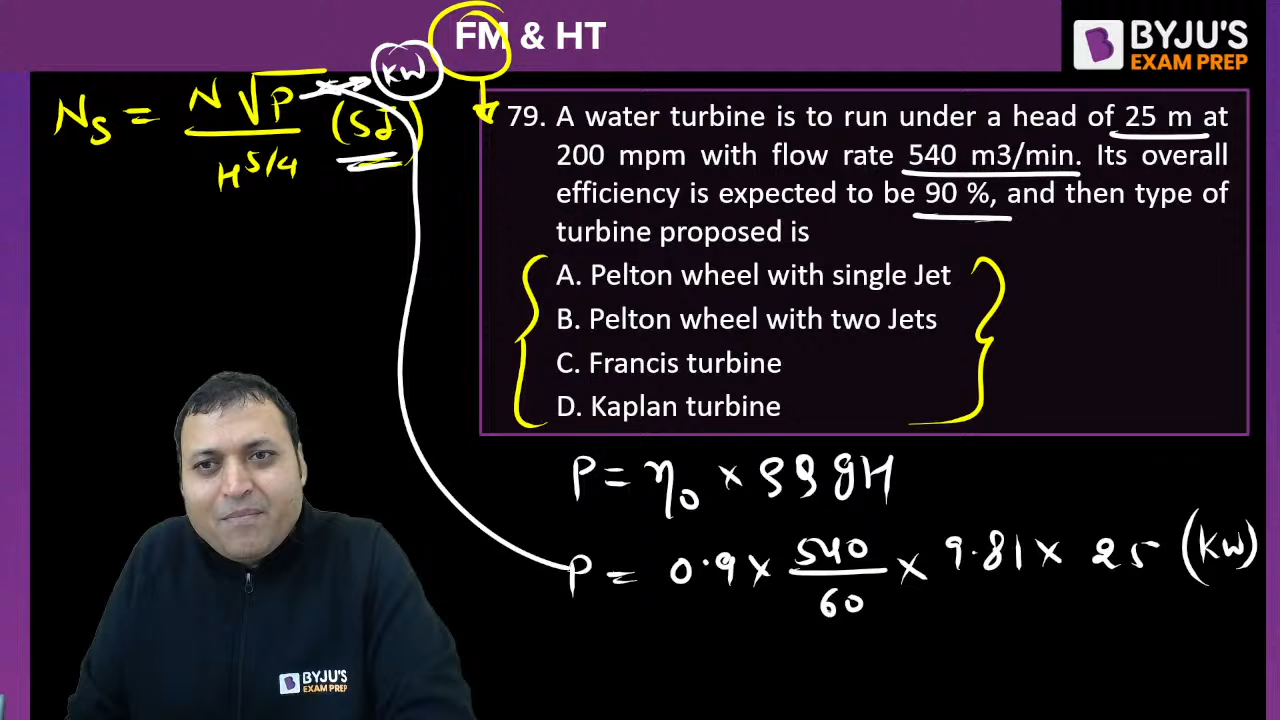 FM & HT
BYJU'S
EXAM PREP
KW
Ns = N√P / H^5/4 (SI)
79. A water turbine is to run under a head of 25 m at
200 mpm with flow rate 540 m3/min. Its overall
efficiency is expected to be 90 %, and then type of
turbine proposed is
A. Pelton wheel with single Jet
B. Pelton wheel with two Jets
C. Francis turbine
D. Kaplan turbine
P = η0 × ρQgH
P = 0.9 × 540/60 × 9.81 × 25 (KW)
BYJU'S
EXAM PREP